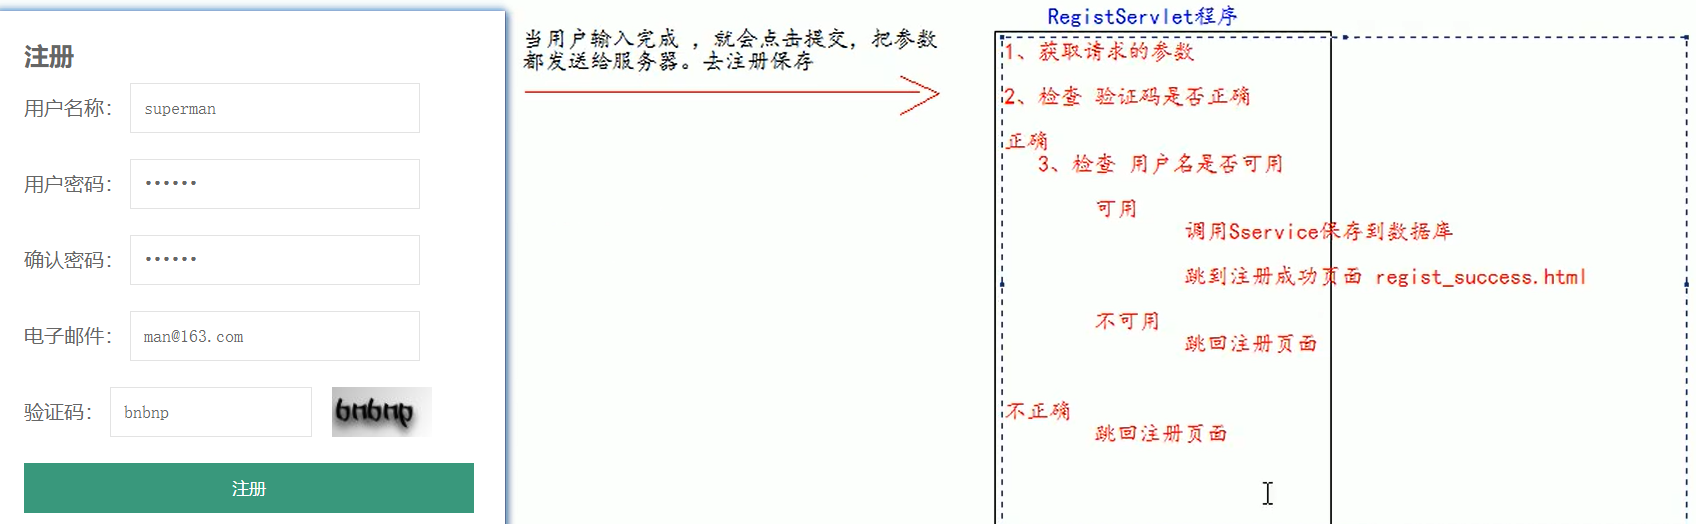 注册
用户名称：
superman
用户密码：
••••••
确认密码：
••••••
电子邮件：
man@163.com
验证码：
bnbnp
bnbnp
注册
当用户输入完成 ，就会点击提交，把参数
都发送给服务器。去注册保存
RegistServlet程序
1、获取请求的参数
2、检查 验证码是否正确
正确
3、检查 用户名是否可用
可用
调用Sservice保存到数据库
跳到注册成功页面 regist_success.html
不可用
跳回注册页面
不正确
跳回注册页面